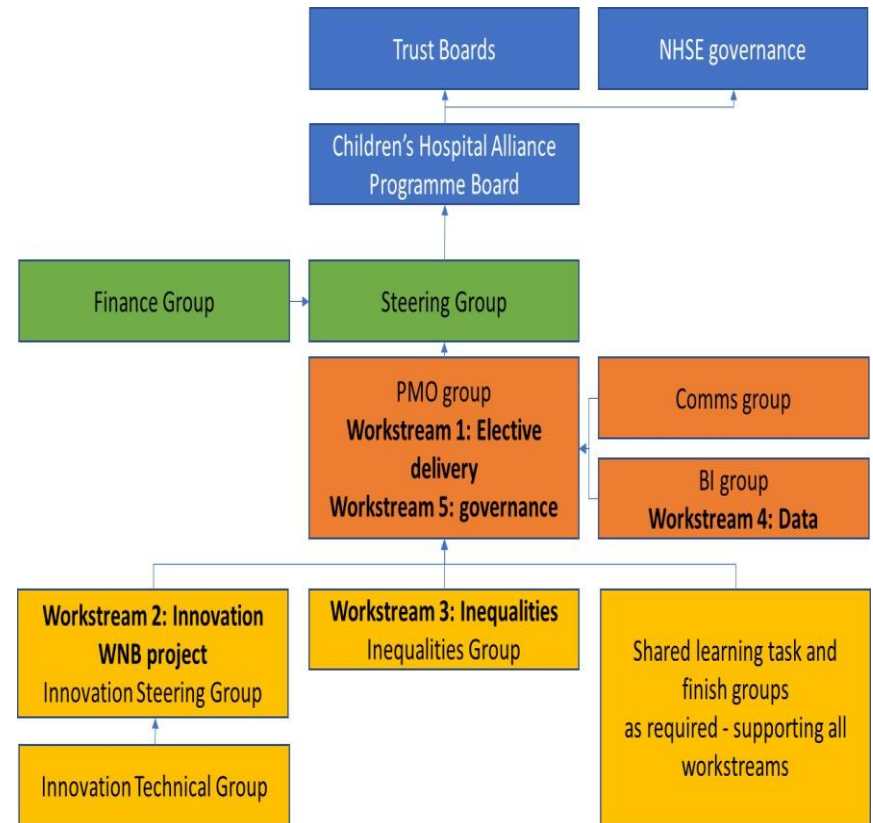 Trust Boards
NHSE governance
Children's Hospital Alliance
Programme Board
Finance Group
Steering Group
PMO group
Workstream 1: Elective
delivery
Workstream 5: governance
Comms group
BI group
Workstream 4: Data
Workstream 2: Innovation
WNB project
Innovation Steering Group
Workstream 3: Inequalities
Inequalities Group
Shared learning task and
finish groups
as required - supporting all
workstreams
Innovation Technical Group